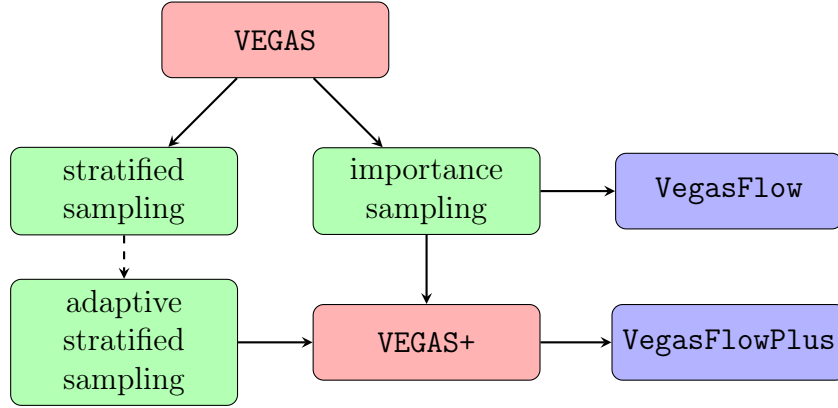 VEGAS
stratified
sampling
importance
sampling
VegasFlow
adaptive
stratified
sampling
VEGAS+
VegasFlowPlus